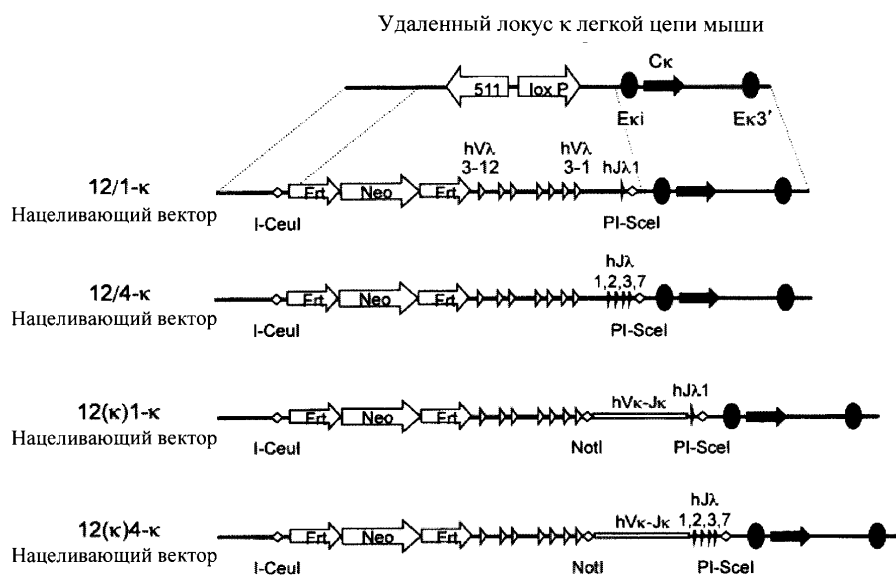 Удаленный локус κ легкой цепи мыши
Cκ
511 lox P
Eκi Eκ3'
hVλ hVλ
3-12 3-1 hJλ1
12/1-κ
Frt Neo Frt
Нацеливающий вектор
I-CeuI PI-SceI
hJλ
12/4-κ 1,2,3,7
Frt Neo Frt
Нацеливающий вектор
I-CeuI PI-SceI
hJλ1
12(κ)1-κ hVκ-Jκ
Frt Neo Frt
Нацеливающий вектор
I-CeuI NotI PI-SceI
hJλ
12(κ)4-κ hVκ-Jκ 1,2,3,7
Frt Neo Frt
Нацеливающий вектор
I-CeuI NotI PI-SceI